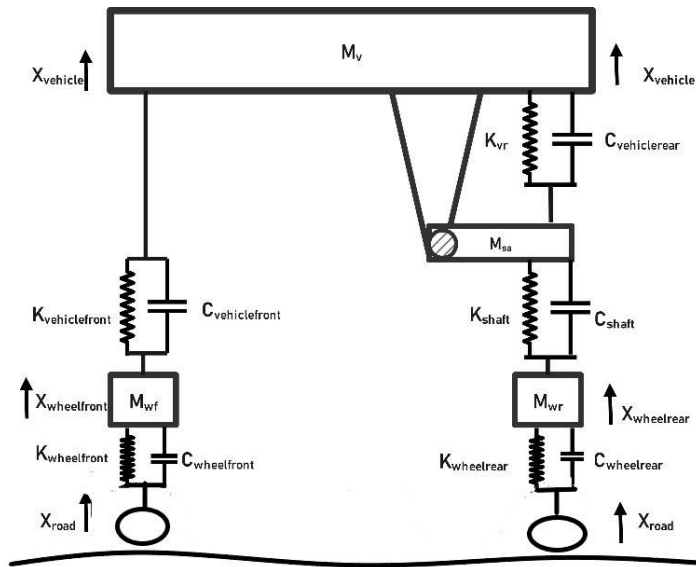 Mv
Xvehicle
Xvehicle
Kvr
Cvehiclerear
Msa
Kvehiclefront
Cvehiclefront
Kshaft
Cshaft
Xwheelfront
Mwf
Mwr
Xwheelrear
Kwheelfront
Cwheelfront
Kwheelrear
Cwheelrear
Xroad
Xroad